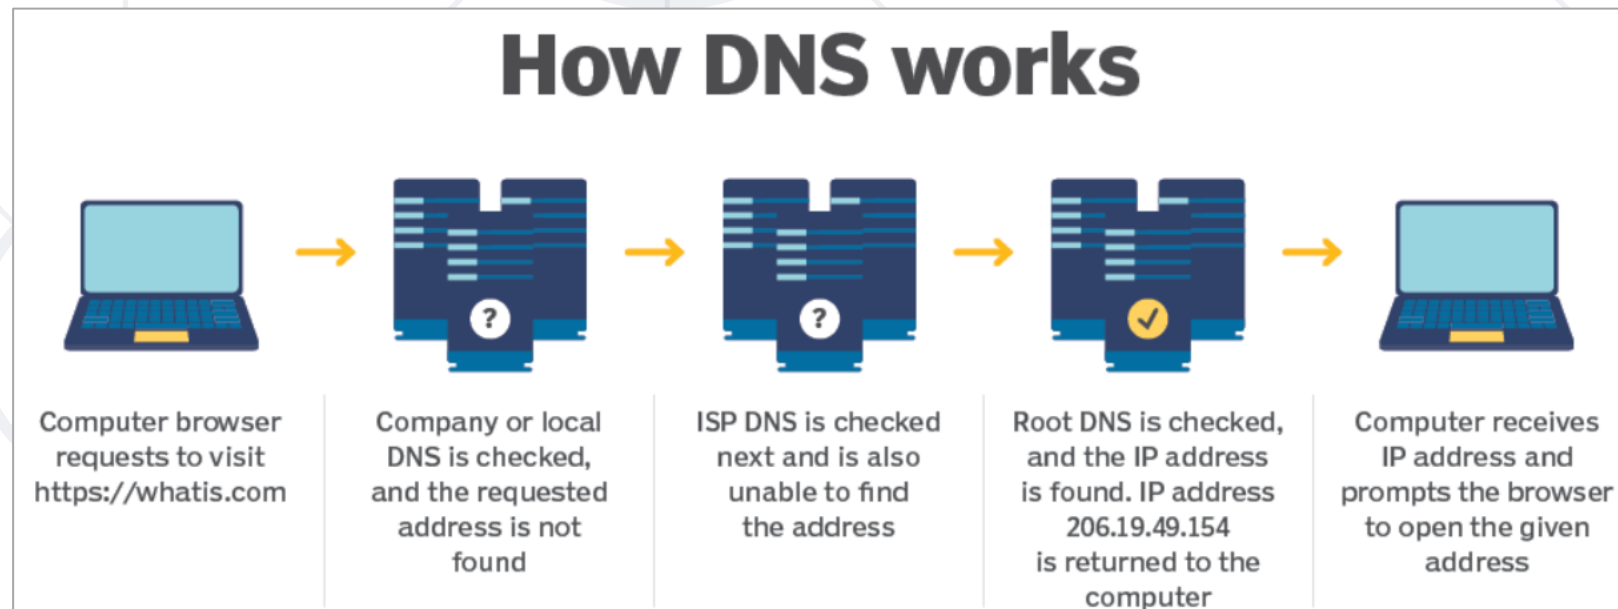 How DNS works
?
?
Computer browser
requests to visit
https://whatis.com
Company or local
DNS is checked,
and the requested
address is not
found
ISP DNS is checked
next and is also
unable to find
the address
Root DNS is checked,
and the IP address
is found. IP address
206.19.49.154
is returned to the
computer
Computer receives
IP address and
prompts the browser
to open the given
address